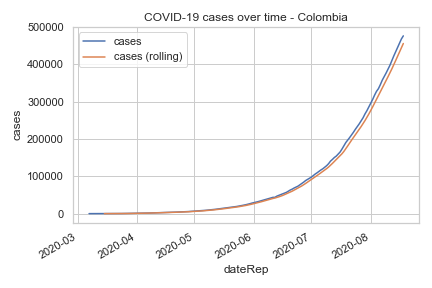 COVID-19 cases over time - Colombia
500000
400000
300000
200000
100000
0
cases
cases (rolling)
cases
2020-03
2020-04
2020-05
2020-06
2020-07
2020-08
dateRep